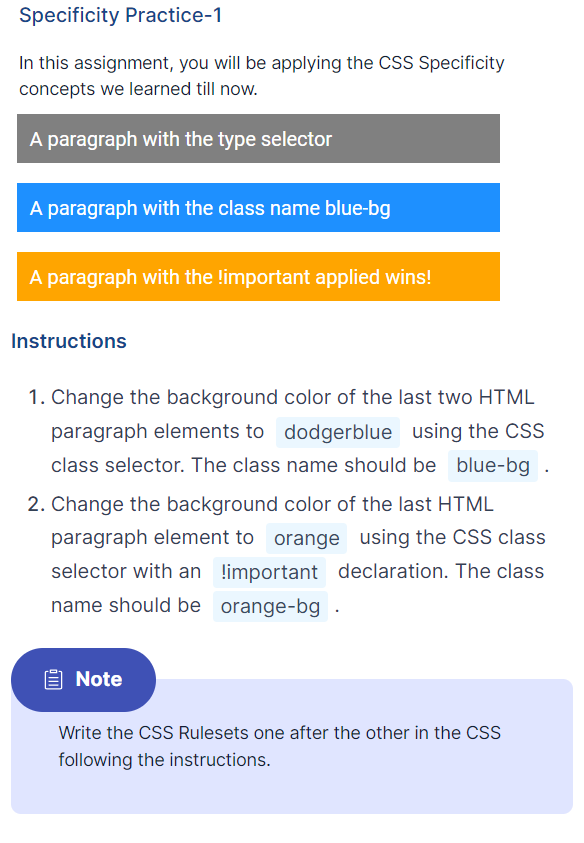 Specificity Practice-1
In this assignment, you will be applying the CSS Specificity
concepts we learned till now.
A paragraph with the type selector
A paragraph with the class name blue-bg
A paragraph with the !important applied wins!
Instructions
1. Change the background color of the last two HTML
paragraph elements to dodgerblue using the CSS
class selector. The class name should be blue-bg .
2. Change the background color of the last HTML
paragraph element to orange using the CSS class
selector with an !important declaration. The class
name should be orange-bg .
Note
Write the CSS Rulesets one after the other in the CSS
following the instructions.